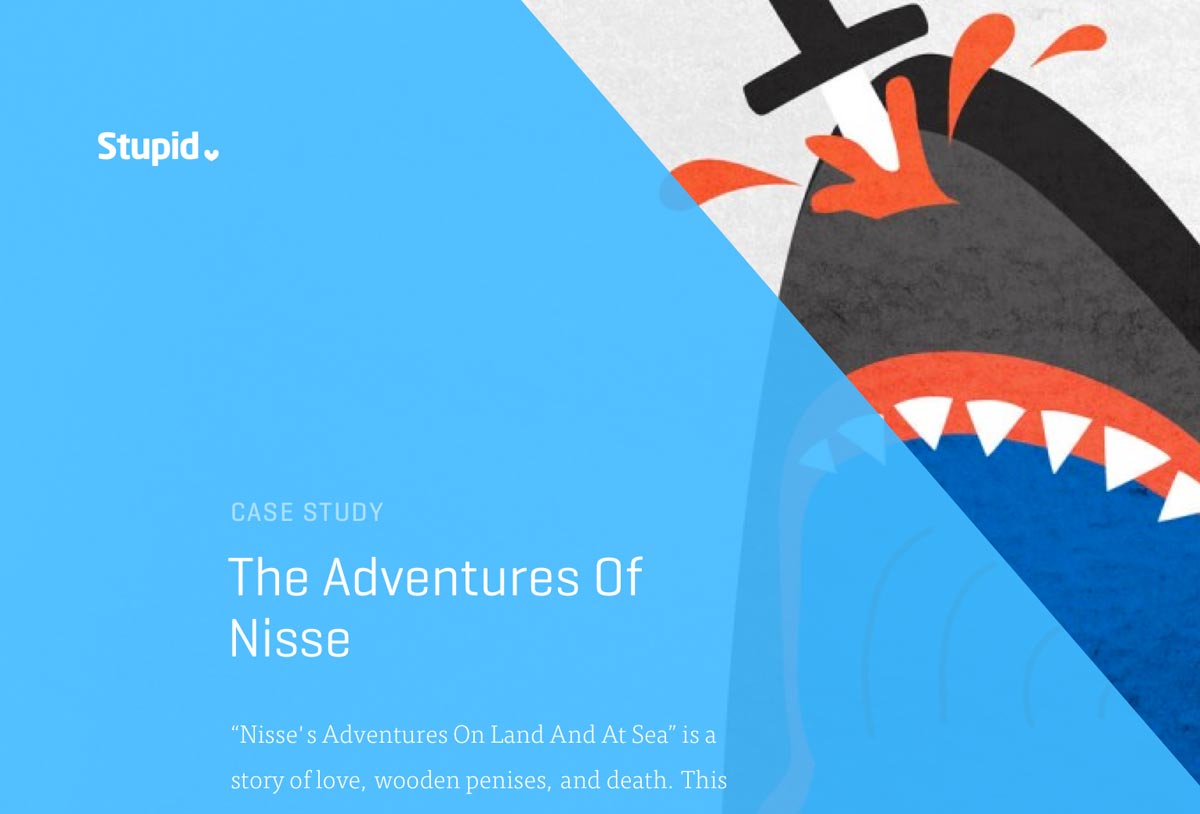 Stupid
CASE STUDY
The Adventures Of
Nisse
“Nisse's Adventures On Land And At Sea” is a
story of love, wooden penises, and death. This